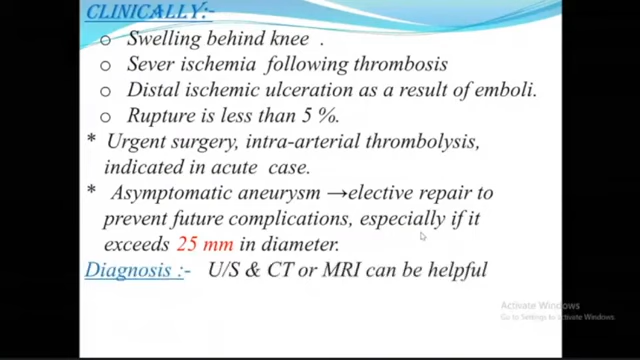 CLINICALLY:-
o Swelling behind knee .
o Sever ischemia following thrombosis
o Distal ischemic ulceration as a result of emboli.
o Rupture is less than 5 %.
* Urgent surgery, intra-arterial thrombolysis,
indicated in acute case.
* Asymptomatic aneurysm →elective repair to
prevent future complications, especially if it
exceeds 25 mm in diameter.
Diagnosis :- U/S & CT or MRI can be helpful
Activate Windows
Go to Settings to activate Windows.